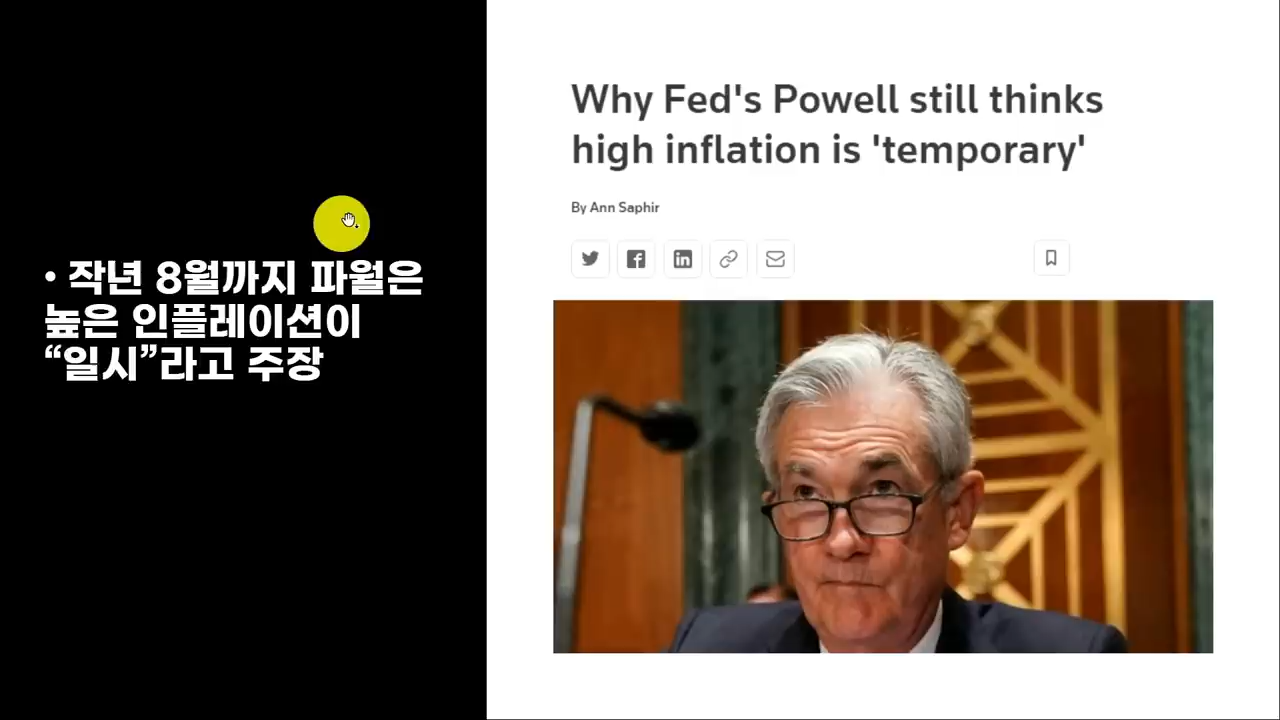 • 작년 8월까지 파월은
높은 인플레이션이
“일시”라고 주장
Why Fed's Powell still thinks
high inflation is 'temporary'
By Ann Saphir